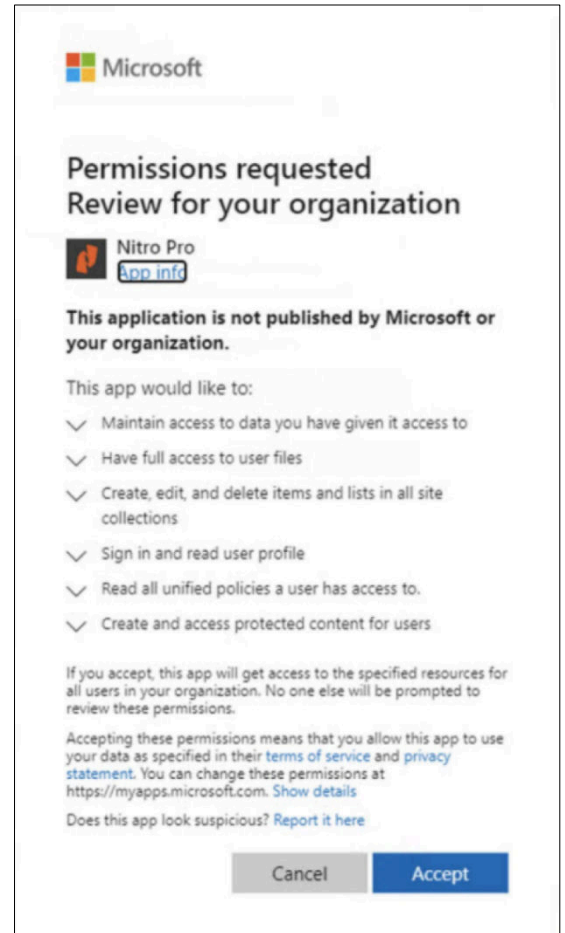 Microsoft
Permissions requested
Review for your organization
Nitro Pro
App info
This application is not published by Microsoft or
your organization.
This app would like to:
Maintain access to data you have given it access to
Have full access to user files
Create, edit, and delete items and lists in all site
collections
Sign in and read user profile
Read all unified policies a user has access to.
Create and access protected content for users
If you accept, this app will get access to the specified resources for
all users in your organization. No one else will be prompted to
review these permissions.
Accepting these permissions means that you allow this app to use
your data as specified in their terms of service and privacy
statement. You can change these permissions at
https://myapps.microsoft.com. Show details
Does this app look suspicious? Report it here
Cancel Accept